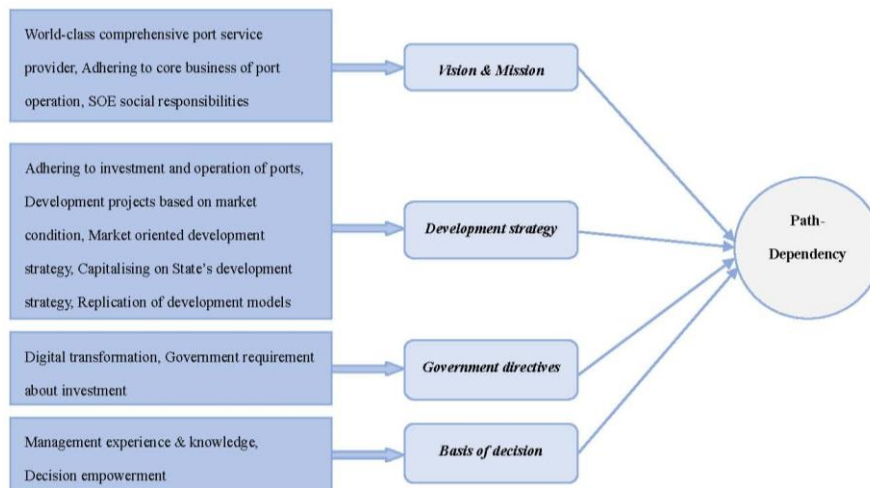 World-class comprehensive port service
provider, Adhering to core business of port
operation, SOE social responsibilities
Vision & Mission
Adhering to investment and operation of ports,
Development projects based on market
condition, Market oriented development
strategy, Capitalising on State's development
strategy, Replication of development models
Development strategy
Path-
Dependency
Digital transformation, Government requirement
about investment
Government directives
Management experience & knowledge,
Decision empowerment
Basis of decision